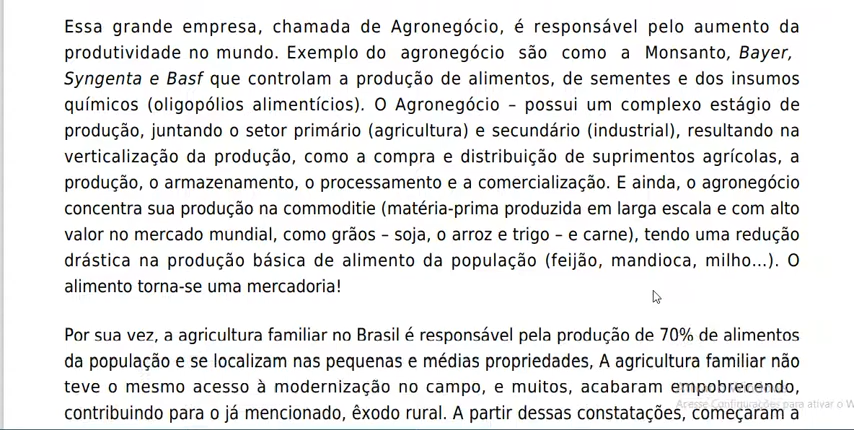 Essa grande empresa, chamada de Agronegócio, é responsável pelo aumento da
produtividade no mundo. Exemplo do agronegócio são como a Monsanto, Bayer,
Syngenta e Basf que controlam a produção de alimentos, de sementes e dos insumos
químicos (oligopólios alimentícios). O Agronegócio – possui um complexo estágio de
produção, juntando o setor primário (agricultura) e secundário (industrial), resultando na
verticalização da produção, como a compra e distribuição de suprimentos agrícolas, a
produção, o armazenamento, o processamento e a comercialização. E ainda, o agronegócio
concentra sua produção na commoditie (matéria-prima produzida em larga escala e com alto
valor no mercado mundial, como grãos – soja, o arroz e trigo – e carne), tendo uma redução
drástica na produção básica de alimento da população (feijão, mandioca, milho...). O
alimento torna-se uma mercadoria!
Por sua vez, a agricultura familiar no Brasil é responsável pela produção de 70% de alimentos
da população e se localizam nas pequenas e médias propriedades, A agricultura familiar não
teve o mesmo acesso à modernização no campo, e muitos, acabaram empobrecendo,
Acesse Configurações para ativar o W
contribuindo para o já mencionado, êxodo rural. A partir dessas constatações, começaram a